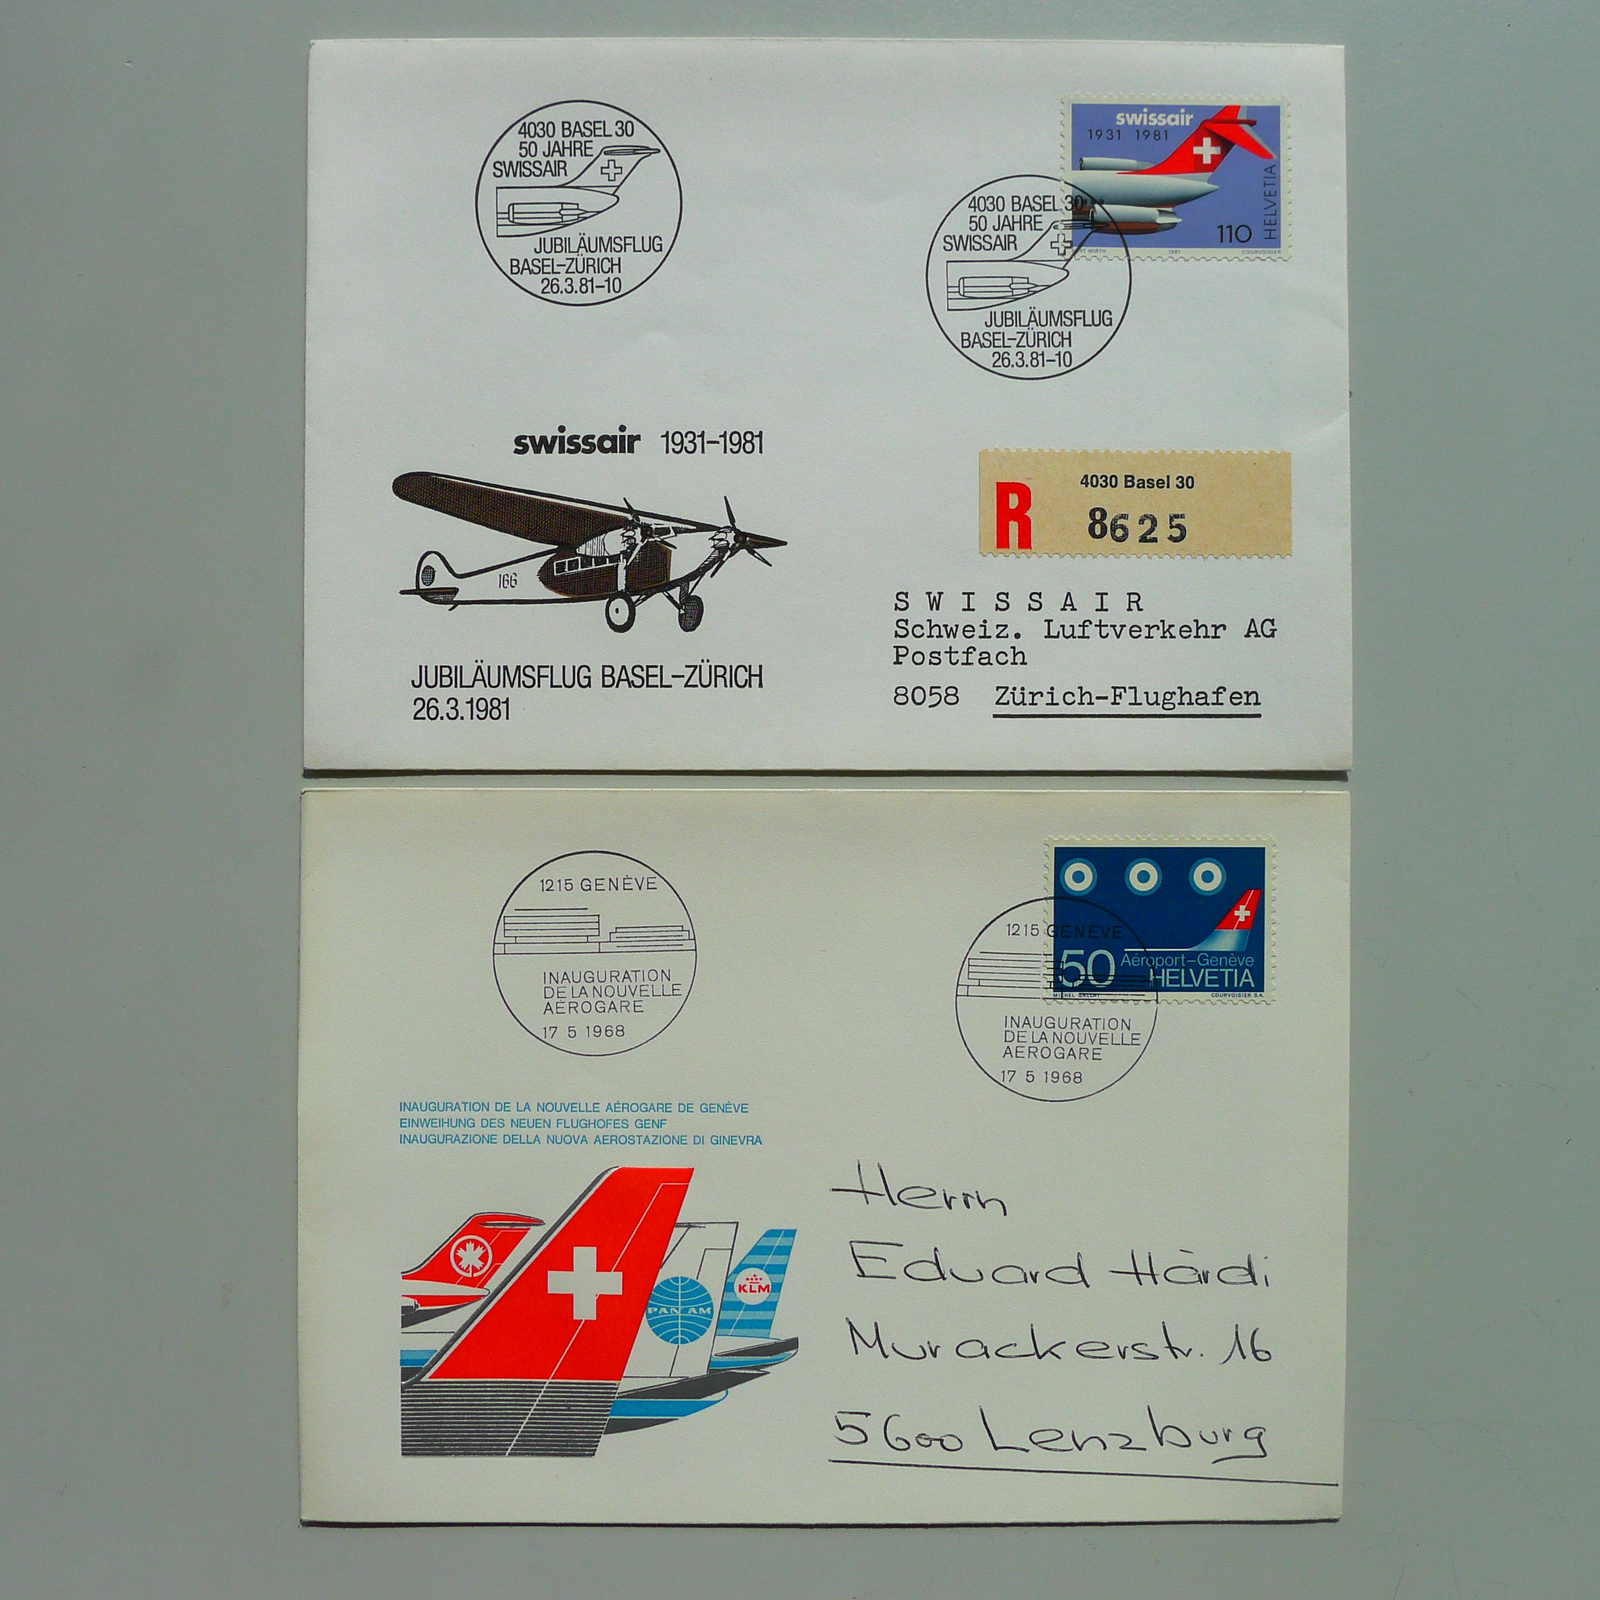 4030 BASEL 30
50 JAHRE
SWISSAIR
JUBILÄUMSFLUG
BASEL-ZÜRICH
26.3.81-10
swissair
1931 1981
HELVETIA
110
1981
COURVOISIER
4030 BASEL 30
50 JAHRE
SWISSAIR
JUBILÄUMSFLUG
BASEL-ZÜRICH
26.3.81-10
swissair 1931-1981
166
JUBILÄUMSFLUG BASEL-ZÜRICH
26.3.1981
R
4030 Basel 30
8625
S W I S S A I R
Schweiz. Luftverkehr AG
Postfach
8058 Zürich-Flughafen
1215 GENÈVE
INAUGURATION
DE LA NOUVELLE
AÉROGARE
17 5 1968
50
Aéroport-Genève
HELVETIA
COURVOISIER S.A.
1215 GENÈVE
INAUGURATION
DE LA NOUVELLE
AEROGARE
17 5 1968
INAUGURATION DE LA NOUVELLE AÉROGARE DE GENÈVE
EINWEIHUNG DES NEUEN FLUGHOFES GENF
INAUGURAZIONE DELLA NUOVA AEROSTAZIONE DI GINEVRA
PAN AM
KLM
Herrn
Eduard Härdi
Murackerstr. 16
5600 Lenzburg